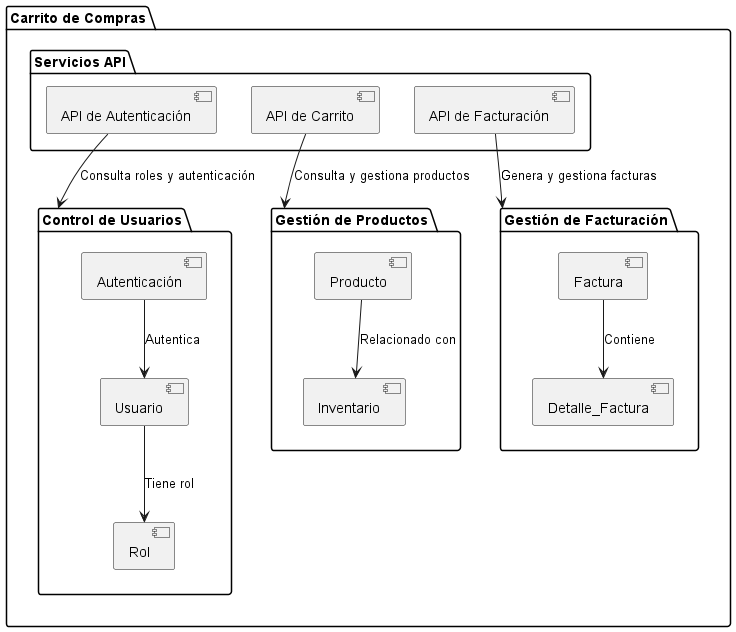 Carrito de Compras
Servicios API
API de Autenticación
API de Carrito
API de Facturación
Consulta roles y autenticación
Consulta y gestiona productos
Genera y gestiona facturas
Control de Usuarios
Gestión de Productos
Gestión de Facturación
Autenticación
Producto
Factura
Autentica
Relacionado con
Contiene
Usuario
Inventario
Detalle_Factura
Tiene rol
Rol